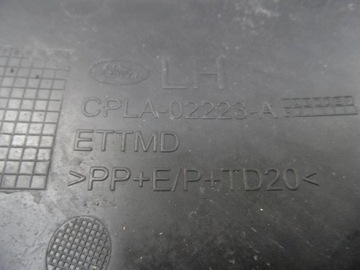 LH
CPLA-02223-A
ETTMD
>PP+E/P+TD20<